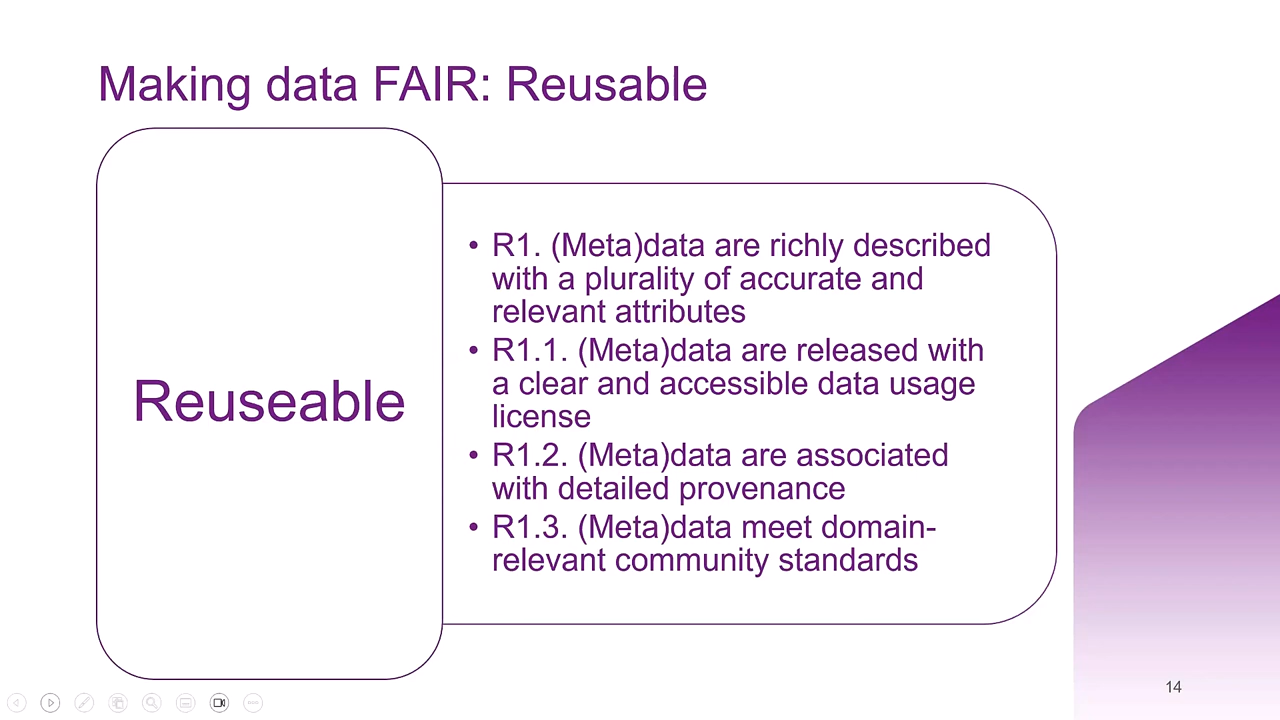 Making data FAIR: Reusable
Reuseable
• R1. (Meta)data are richly described
with a plurality of accurate and
relevant attributes
• R1.1. (Meta)data are released with
a clear and accessible data usage
license
• R1.2. (Meta)data are associated
with detailed provenance
• R1.3. (Meta)data meet domain-
relevant community standards
14